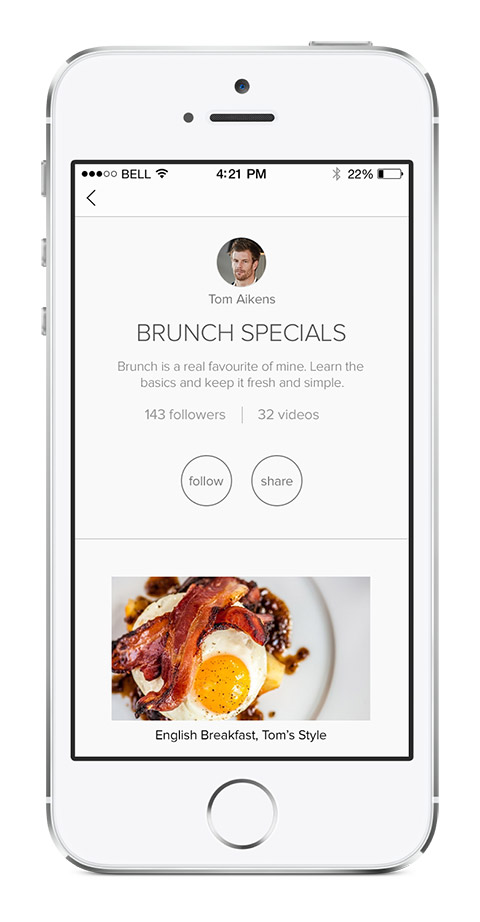 BELL 4:21 PM 22%
Tom Aikens
BRUNCH SPECIALS
Brunch is a real favourite of mine. Learn the
basics and keep it fresh and simple.
143 followers | 32 videos
follow share
English Breakfast, Tom's Style